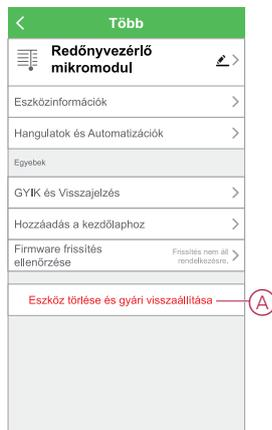 Több
Redőnyvezérlő
mikromodul
Eszközinformációk
Hangulatok és Automatizációk
Egyebek
GYIK és Visszajelzés
Hozzáadás a kezdőlaphoz
Firmware frissítés
ellenőrzése
Frissítés nem áll
rendelkezésre.
Eszköz törlése és gyári visszaállítása
A